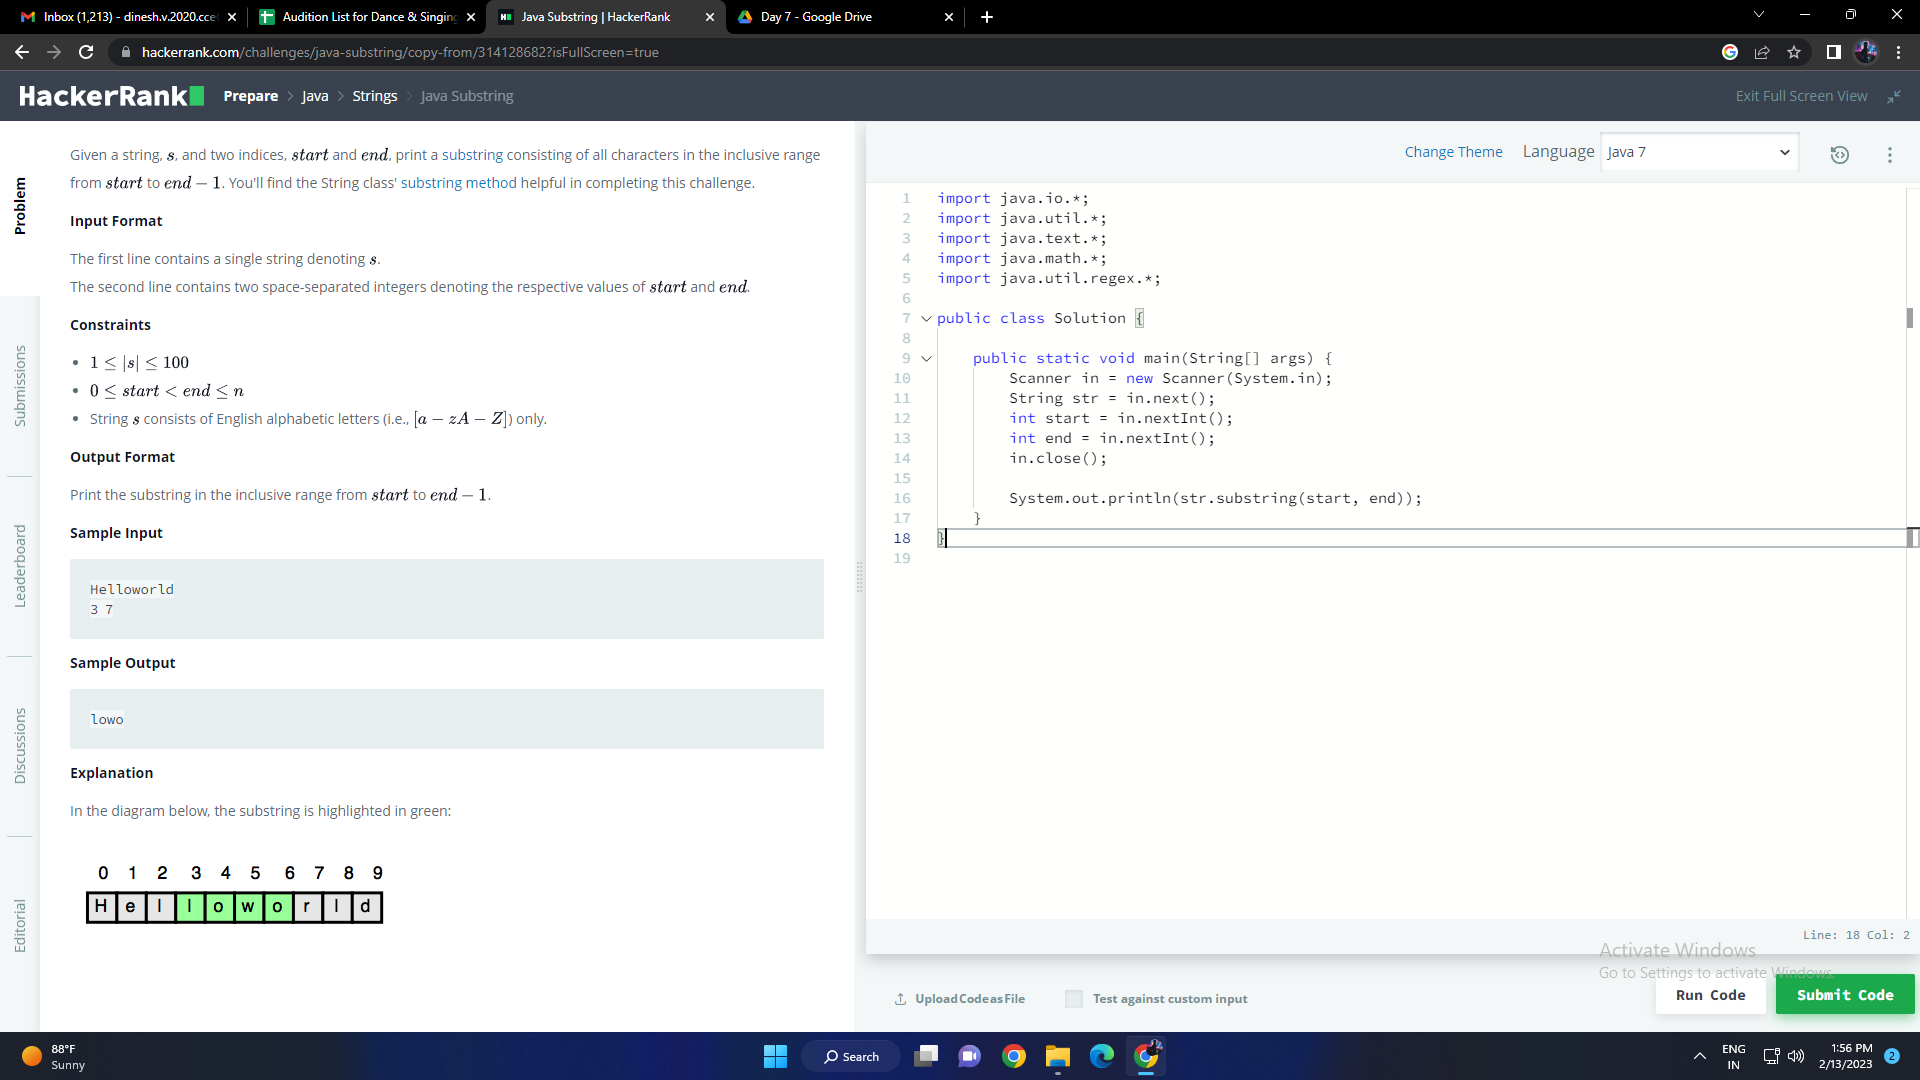 Inbox (1,213) - dinesh.v.2020.cce
Audition List for Dance & Singing
Java Substring | HackerRank
Day 7 - Google Drive
hackerrank.com/challenges/java-substring/copy-from/314128682?isFullScreen=true
HackerRank
Prepare > Java > Strings > Java Substring
Exit Full Screen View
Problem
Submissions
Leaderboard
Discussions
Editorial
Given a string, s, and two indices, start and end, print a substring consisting of all characters in the inclusive range
from start to end − 1. You'll find the String class' substring method helpful in completing this challenge.
Input Format
The first line contains a single string denoting s.
The second line contains two space-separated integers denoting the respective values of start and end.
Constraints
• 1 ≤ |s| ≤ 100
• 0 ≤ start < end ≤ n
• String s consists of English alphabetic letters (i.e., [a − zA − Z]) only.
Output Format
Print the substring in the inclusive range from start to end − 1.
Sample Input
Helloworld
3 7
Sample Output
lowo
Explanation
In the diagram below, the substring is highlighted in green:
0 1 2 3 4 5 6 7 8 9
H e l l o w o r l d
Change Theme
Language
Java 7
1 import java.io.*;
2 import java.util.*;
3 import java.text.*;
4 import java.math.*;
5 import java.util.regex.*;
6
7 public class Solution {
8
9 public static void main(String[] args) {
10 Scanner in = new Scanner(System.in);
11 String str = in.next();
12 int start = in.nextInt();
13 int end = in.nextInt();
14 in.close();
15
16 System.out.println(str.substring(start, end));
17 }
18 }
19
Line: 18 Col: 2
Activate Windows
Go to Settings to activate Windows.
Upload Code as File
Test against custom input
Run Code
Submit Code
88°F
Sunny
Search
ENG
IN
1:56 PM
2/13/2023
2